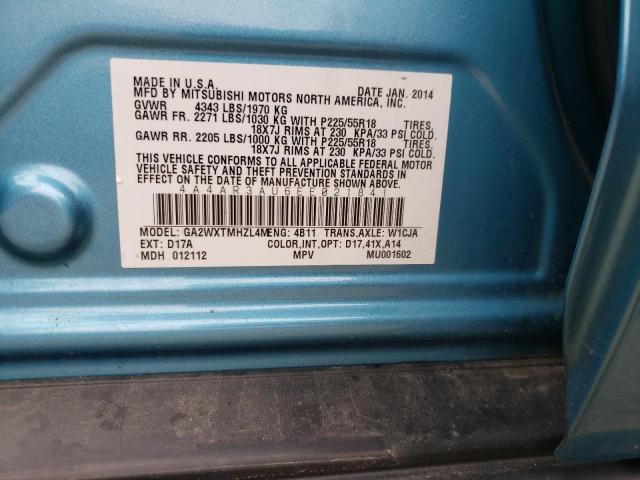 MADE IN U.S.A. DATE JAN. 2014
MFD BY MITSUBISHI MOTORS NORTH AMERICA, INC.
GVWR 4343 LBS/1970 KG
GAWR FR. 2271 LBS/1030 KG WITH P225/55R18 TIRES,
18X7J RIMS AT 230 KPA/33 PSI COLD.
GAWR RR. 2205 LBS/1000 KG WITH P225/55R18 TIRES,
18X7J RIMS AT 230 KPA/33 PSI COLD.
THIS VEHICLE CONFORMS TO ALL APPLICABLE FEDERAL MOTOR
VEHICLE SAFETY AND THEFT PREVENTION STANDARDS IN
EFFECT ON THE DATE OF MANUFACTURE SHOWN ABOVE.
4A4AR3AU6EE021841
MODEL: GA2WXTMHZL4M ENG: 4B11 TRANS,AXLE: W1CJA
EXT: D17A COLOR,INT,OPT: D17,41X,A14
MDH 012112 MPV MU001602